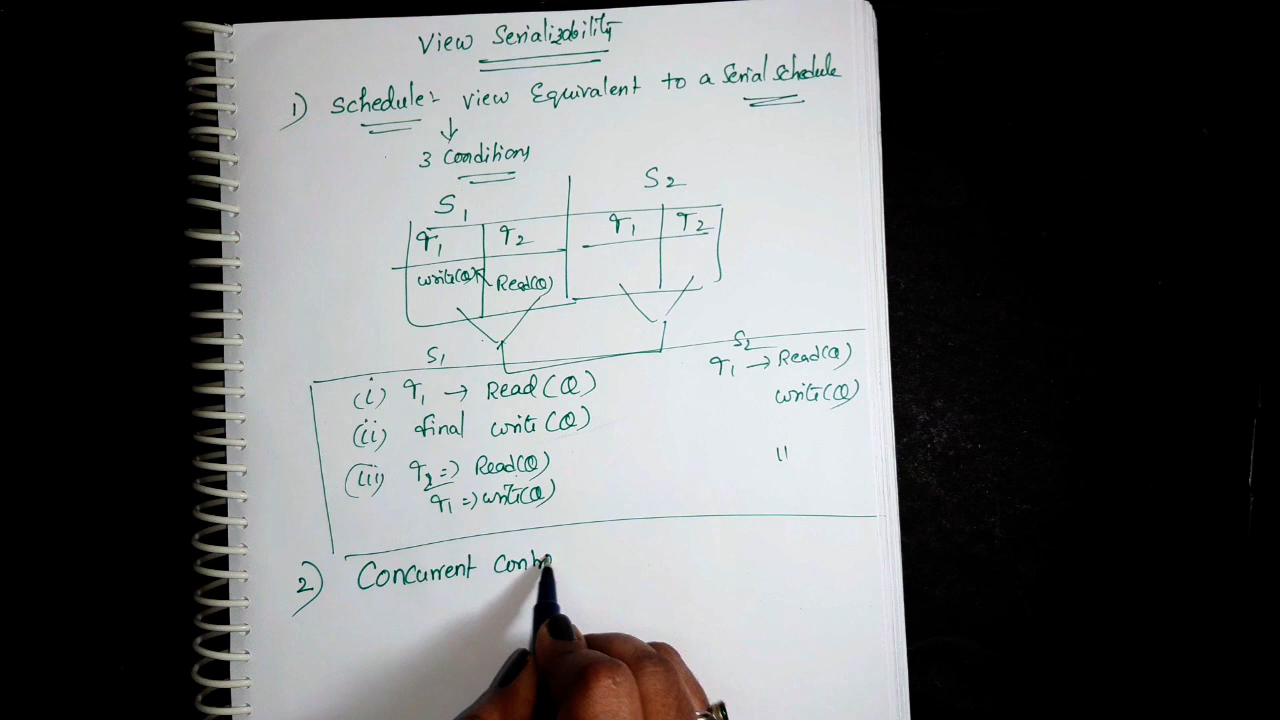 View Serializability
1) Schedule:- view Equivalent to a Serial Schedule
↓
3 Conditions
S1 S2
T1 T2 T1 T2
write(Q) Read(Q)
S1 S2
(i) T1 → Read(Q) T1 → Read(Q)
(ii) final write(Q) write(Q)
(iii) T2 => Read(Q) 11
T1 => write(Q)
2) Concurrent Contr